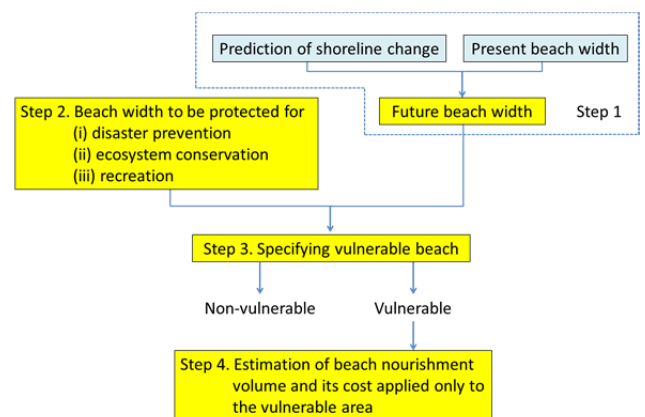 Prediction of shoreline change
Present beach width
Future beach width
Step 1
Step 2. Beach width to be protected for
(i) disaster prevention
(ii) ecosystem conservation
(iii) recreation
Step 3. Specifying vulnerable beach
Non-vulnerable
Vulnerable
Step 4. Estimation of beach nourishment
volume and its cost applied only to
the vulnerable area